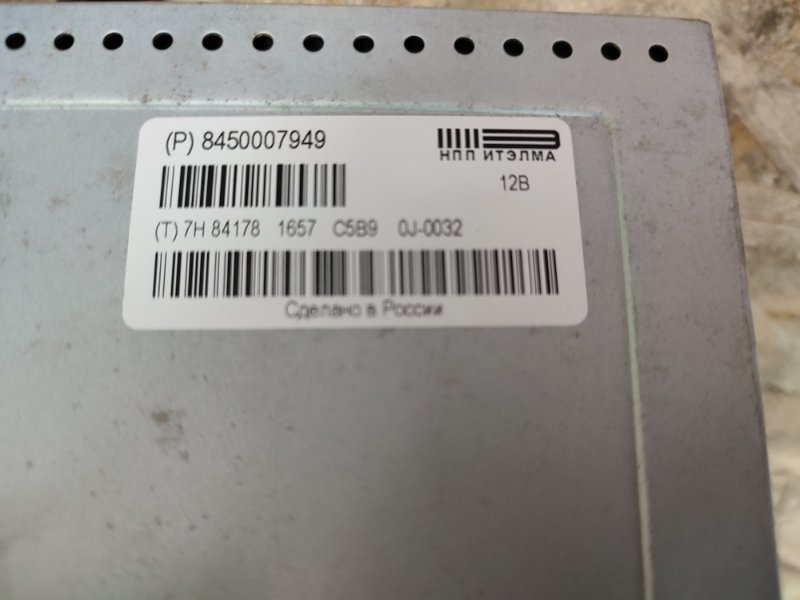 (P) 8450007949
НПП ИТЭЛМА
12В
(T) 7H 84178 1657 C5B9 0J-0032
Сделано в России